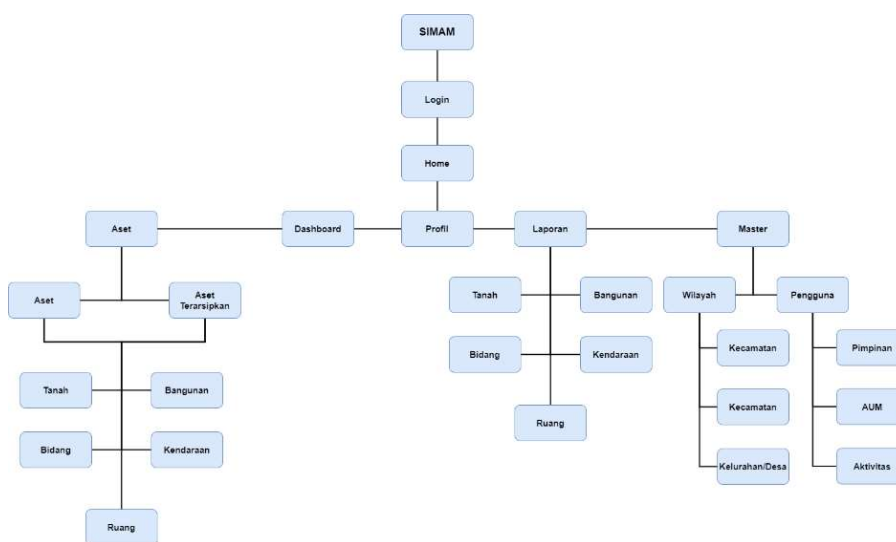 SIMAM
Login
Home
Aset
Dashboard
Profil
Laporan
Master
Aset
Aset
Terarsipkan
Tanah
Bangunan
Bidang
Kendaraan
Ruang
Tanah
Bangunan
Bidang
Kendaraan
Ruang
Wilayah
Pengguna
Kecamatan
Kecamatan
Kelurahan/Desa
Pimpinan
AUM
Aktivitas